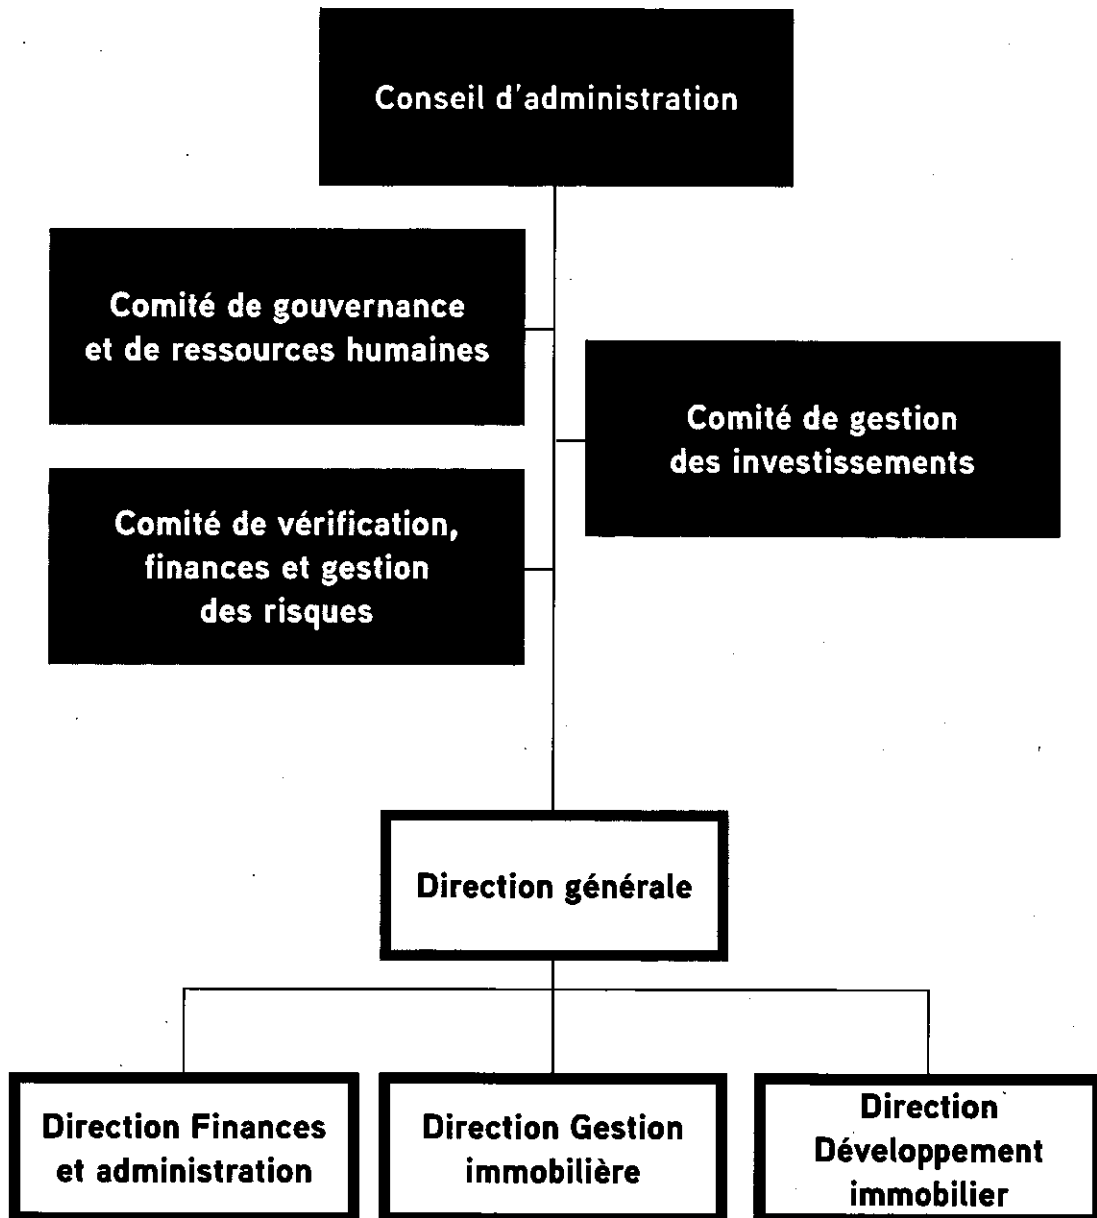 Conseil d'administration
Comité de gouvernance
et de ressources humaines
Comité de gestion
des investissements
Comité de vérification,
finances et gestion
des risques
Direction générale
Direction Finances
et administration
Direction Gestion
immobilière
Direction
Développement
immobilier